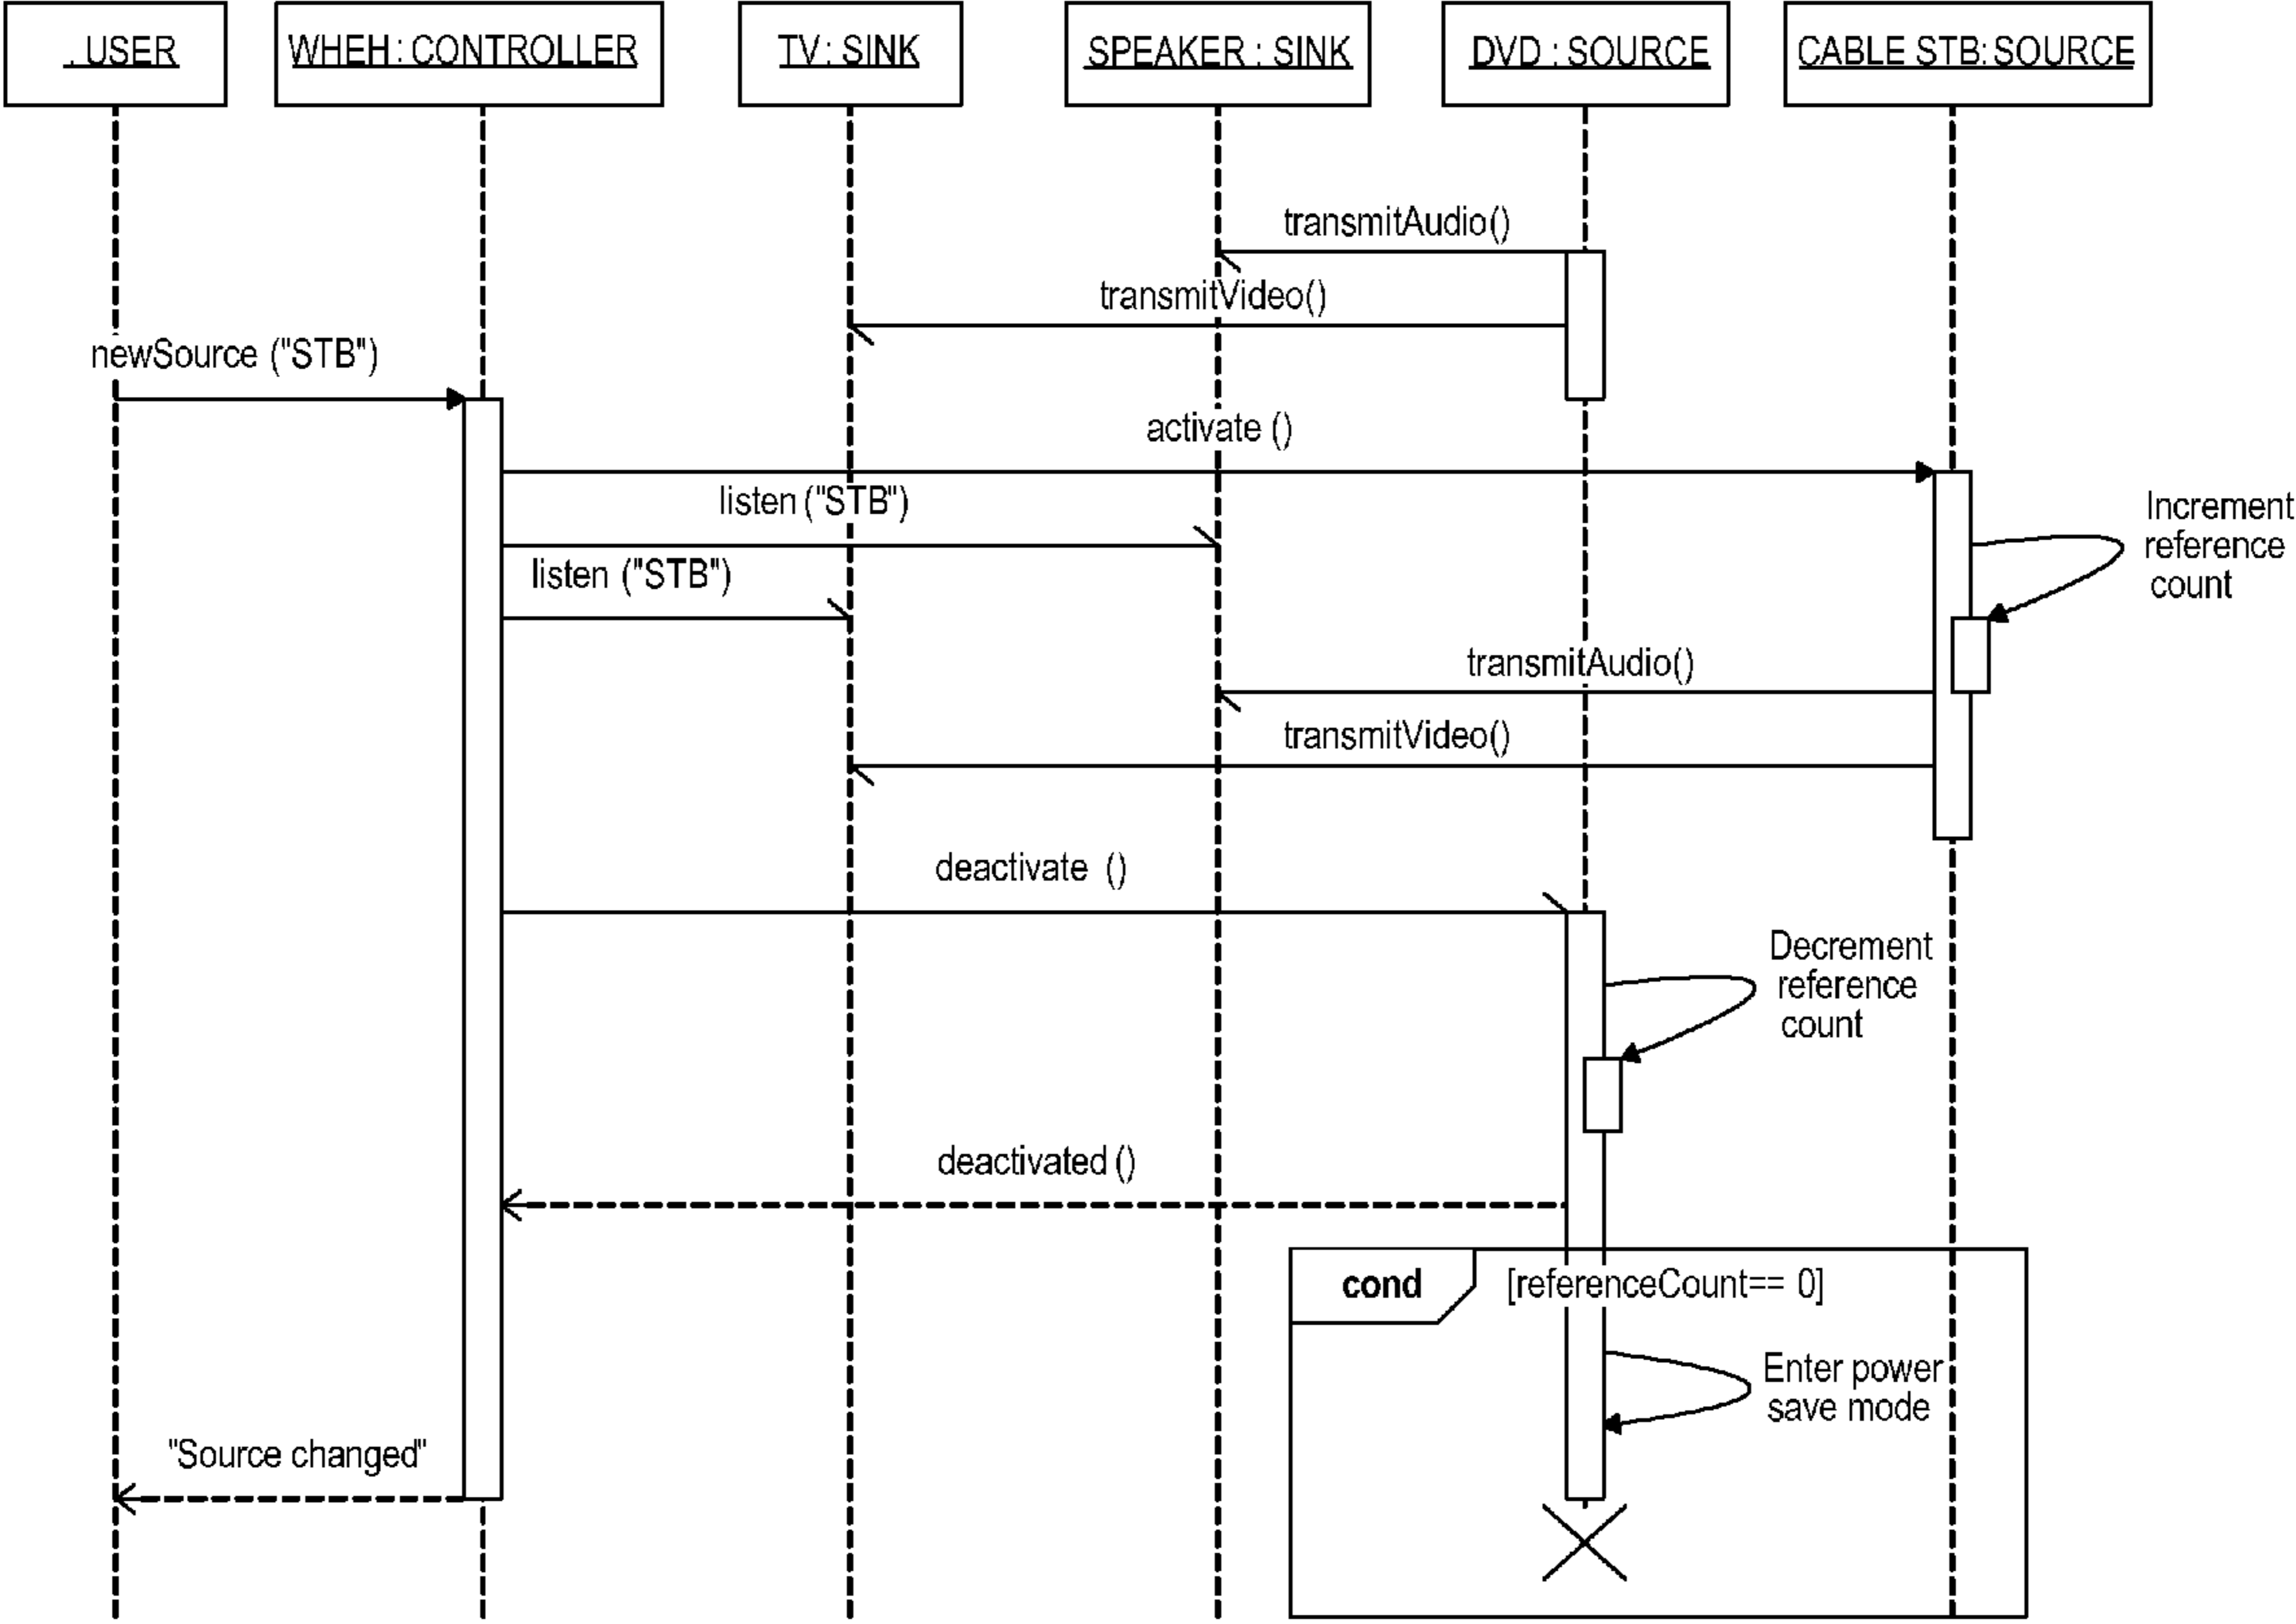 . USER
WHEH : CONTROLLER
TV : SINK
SPEAKER : SINK
DVD : SOURCE
CABLE STB: SOURCE
transmitAudio()
transmitVideo()
newSource ("STB")
activate ()
listen ("STB")
Increment
reference
count
listen ("STB")
transmitAudio()
transmitVideo()
deactivate ()
Decrement
reference
count
deactivated ()
cond
[referenceCount== 0]
Enter power
save mode
"Source changed"